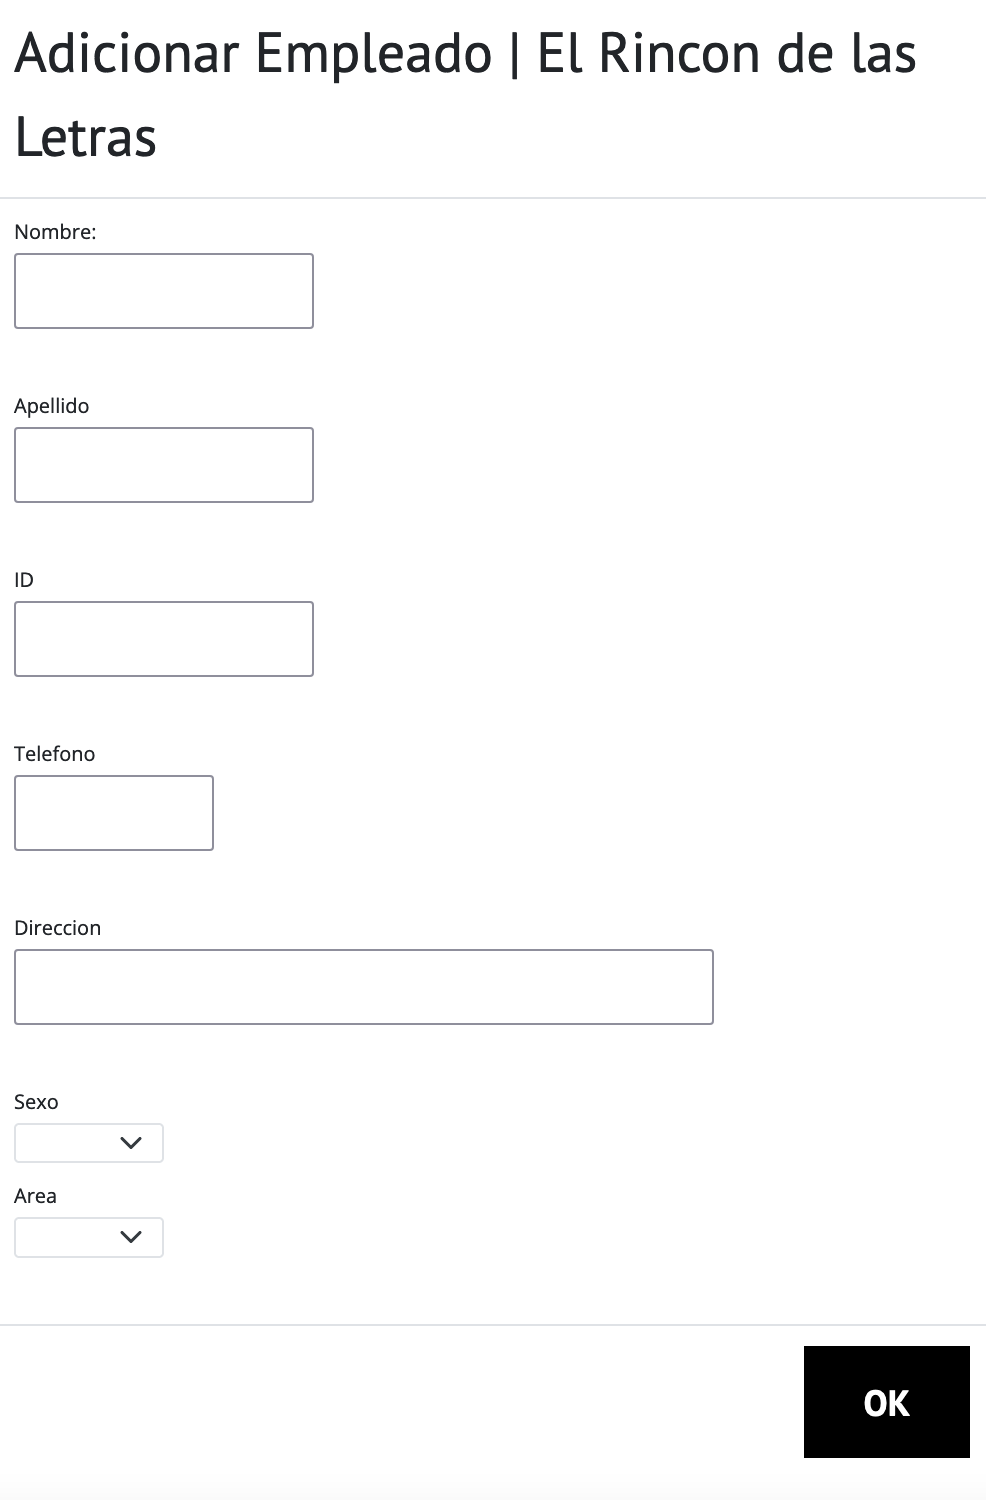 Adicionar Empleado | El Rincon de las
Letras
Nombre:
Apellido
ID
Telefono
Direccion
Sexo
Area
OK